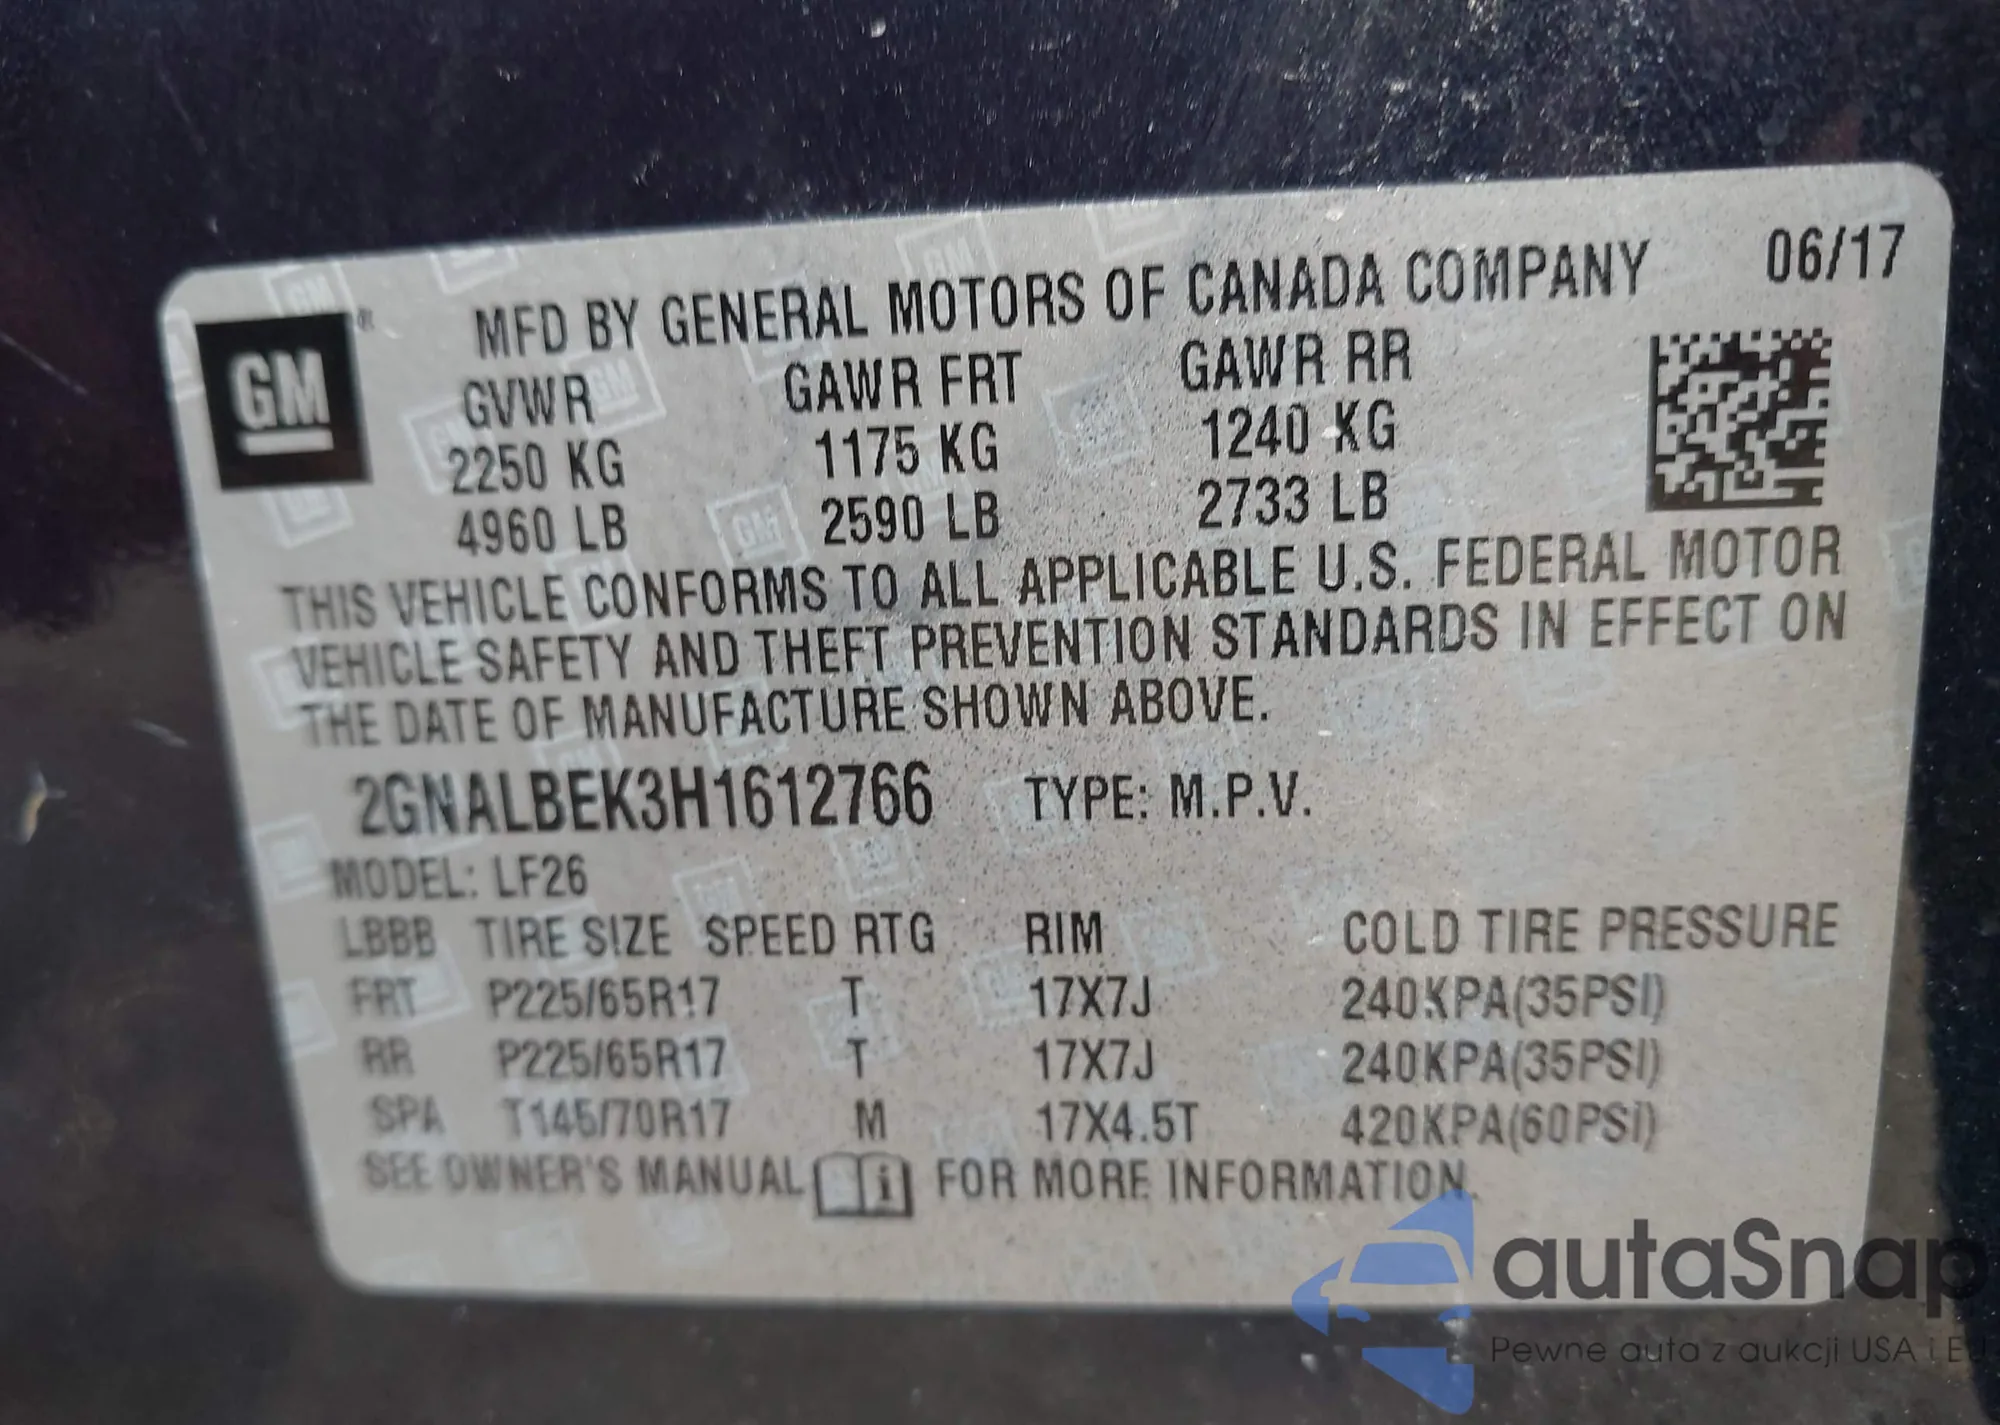 GM ®
MFD BY GENERAL MOTORS OF CANADA COMPANY 06/17
GVWR GAWR FRT GAWR RR
2250 KG 1175 KG 1240 KG
4960 LB 2590 LB 2733 LB
THIS VEHICLE CONFORMS TO ALL APPLICABLE U.S. FEDERAL MOTOR
VEHICLE SAFETY AND THEFT PREVENTION STANDARDS IN EFFECT ON
THE DATE OF MANUFACTURE SHOWN ABOVE.
2GNALBEK3H1612766 TYPE: M.P.V.
MODEL: LF26
LBBB TIRE SIZE SPEED RTG RIM COLD TIRE PRESSURE
FRT P225/65R17 T 17X7J 240KPA(35PSI)
RR P225/65R17 T 17X7J 240KPA(35PSI)
SPA T145/70R17 M 17X4.5T 420KPA(60PSI)
SEE OWNER'S MANUAL i FOR MORE INFORMATION.
autaSnap
Pewne auta z aukcji USA i EU